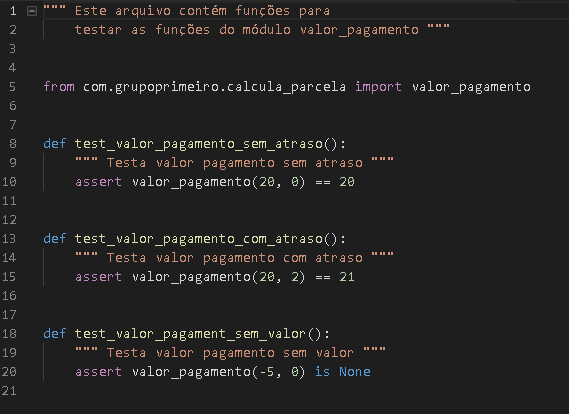 1 """ Este arquivo contém funções para
2     testar as funções do módulo valor_pagamento """
3
4
5 from com.grupoprimeiro.calcula_parcela import valor_pagamento
6
7
8 def test_valor_pagamento_sem_atraso():
9     """ Testa valor pagamento sem atraso """
10     assert valor_pagamento(20, 0) == 20
11
12
13 def test_valor_pagamento_com_atraso():
14     """ Testa valor pagamento com atraso """
15     assert valor_pagamento(20, 2) == 21
16
17
18 def test_valor_pagament_sem_valor():
19     """ Testa valor pagamento sem valor """
20     assert valor_pagamento(-5, 0) is None
21